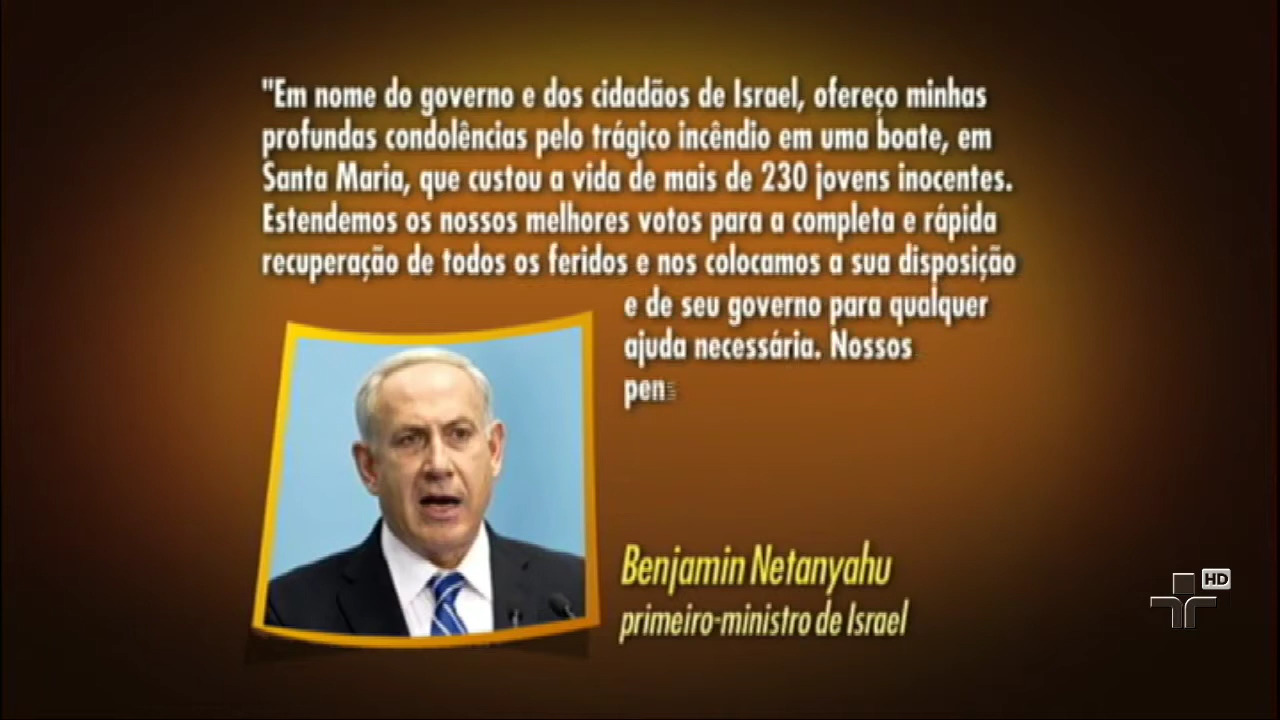 "Em nome do governo e dos cidadãos de Israel, ofereço minhas
profundas condolências pelo trágico incêndio em uma boate, em
Santa Maria, que custou a vida de mais de 230 jovens inocentes.
Estendemos os nossos melhores votos para a completa e rápida
recuperação de todos os feridos e nos colocamos a sua disposição
e de seu governo para qualquer
ajuda necessária. Nossos
pen
Benjamin Netanyahu
primeiro-ministro de Israel
HD